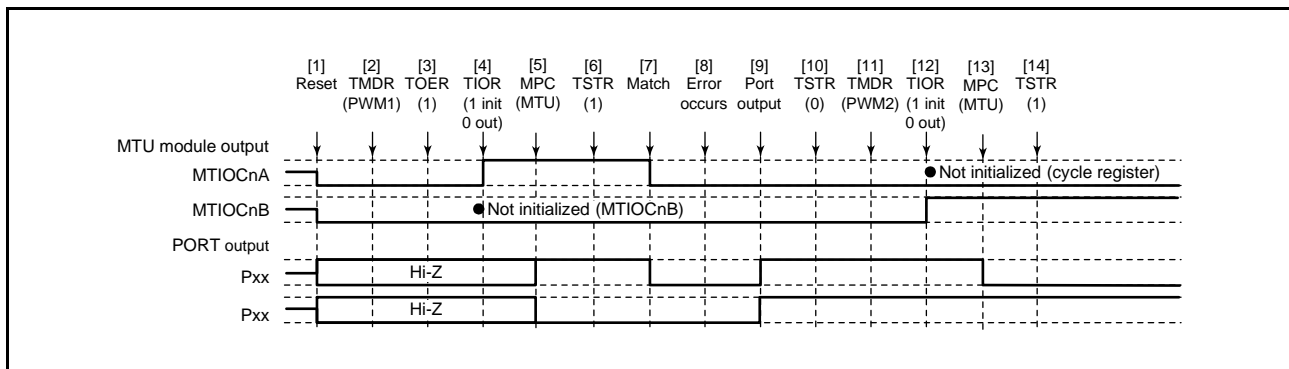 [1] [2] [3] [4] [5] [6] [7] [8] [9] [10] [11] [12] [13] [14]
Reset TMDR TOER TIOR MPC TSTR Match Error Port TSTR TMDR TIOR MPC TSTR
(PWM1) (1) (1 init (MTU) (1) occurs output (0) (PWM2) (1 init (MTU) (1)
0 out) 0 out)
MTU module output
MTIOCnA ● Not initialized (cycle register)
MTIOCnB ● Not initialized (MTIOCnB)
PORT output
Pxx Hi-Z
Pxx Hi-Z